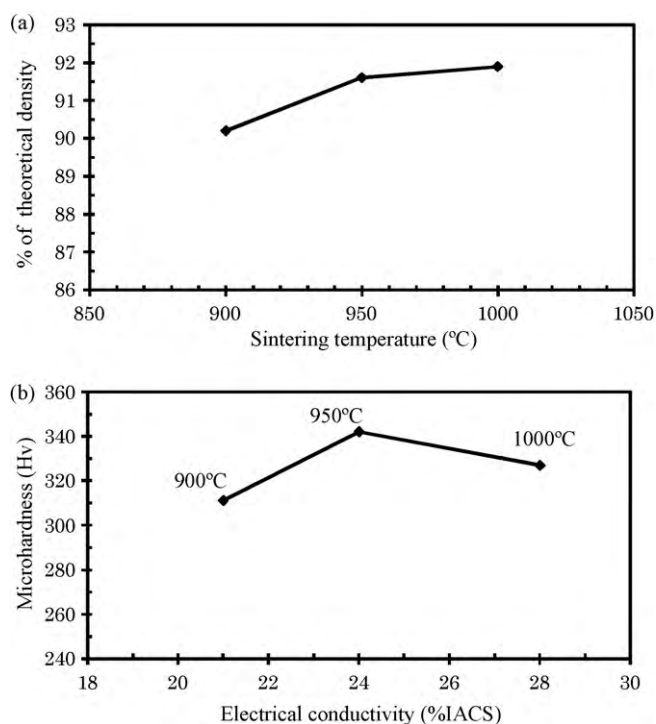 (a)
93
92
91
90
89
88
87
86
% of theoretical density
850 900 950 1000 1050
Sintering temperature (ºC)
(b)
360
340
320
300
280
260
240
Microhardness (Hv)
900ºC
950ºC
1000ºC
18 20 22 24 26 28 30
Electrical conductivity (%IACS)